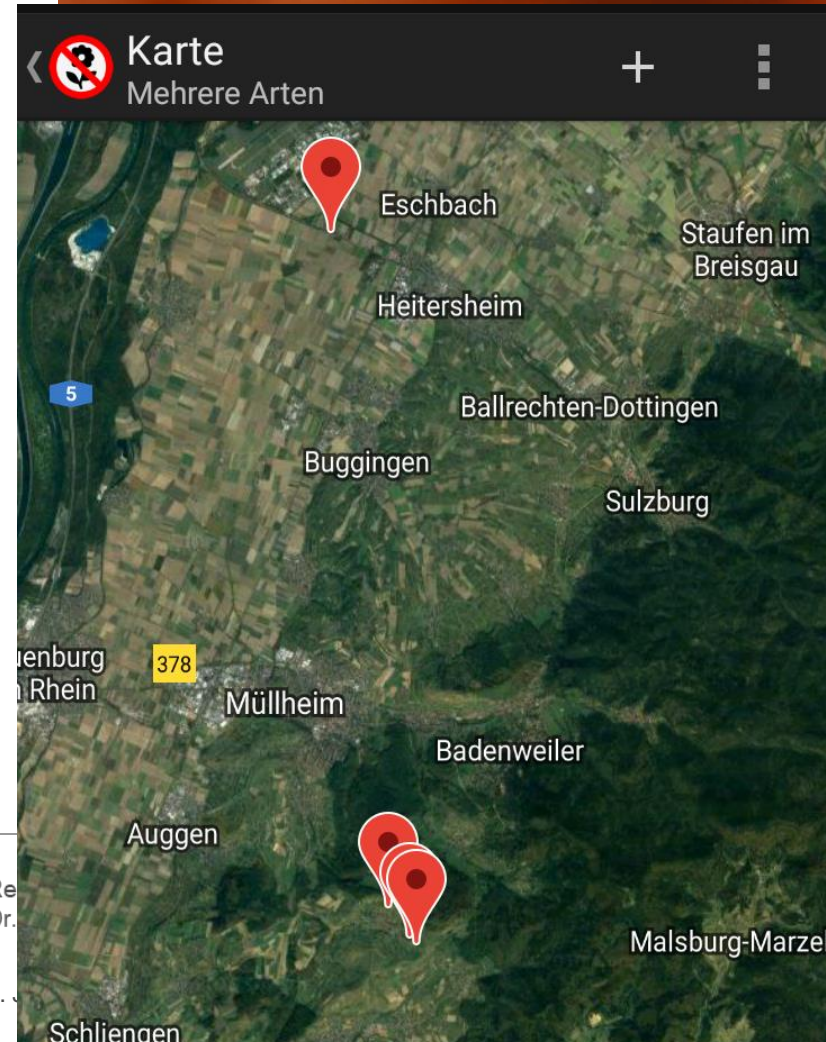 Karte
Mehrere Arten
Eschbach
Staufen im
Breisgau
Heitersheim
5
Ballrechten-Dottingen
Buggingen
Sulzburg
Rhein
378
Müllheim
Badenweiler
Auggen
Malsburg-Marzel
Schliengen